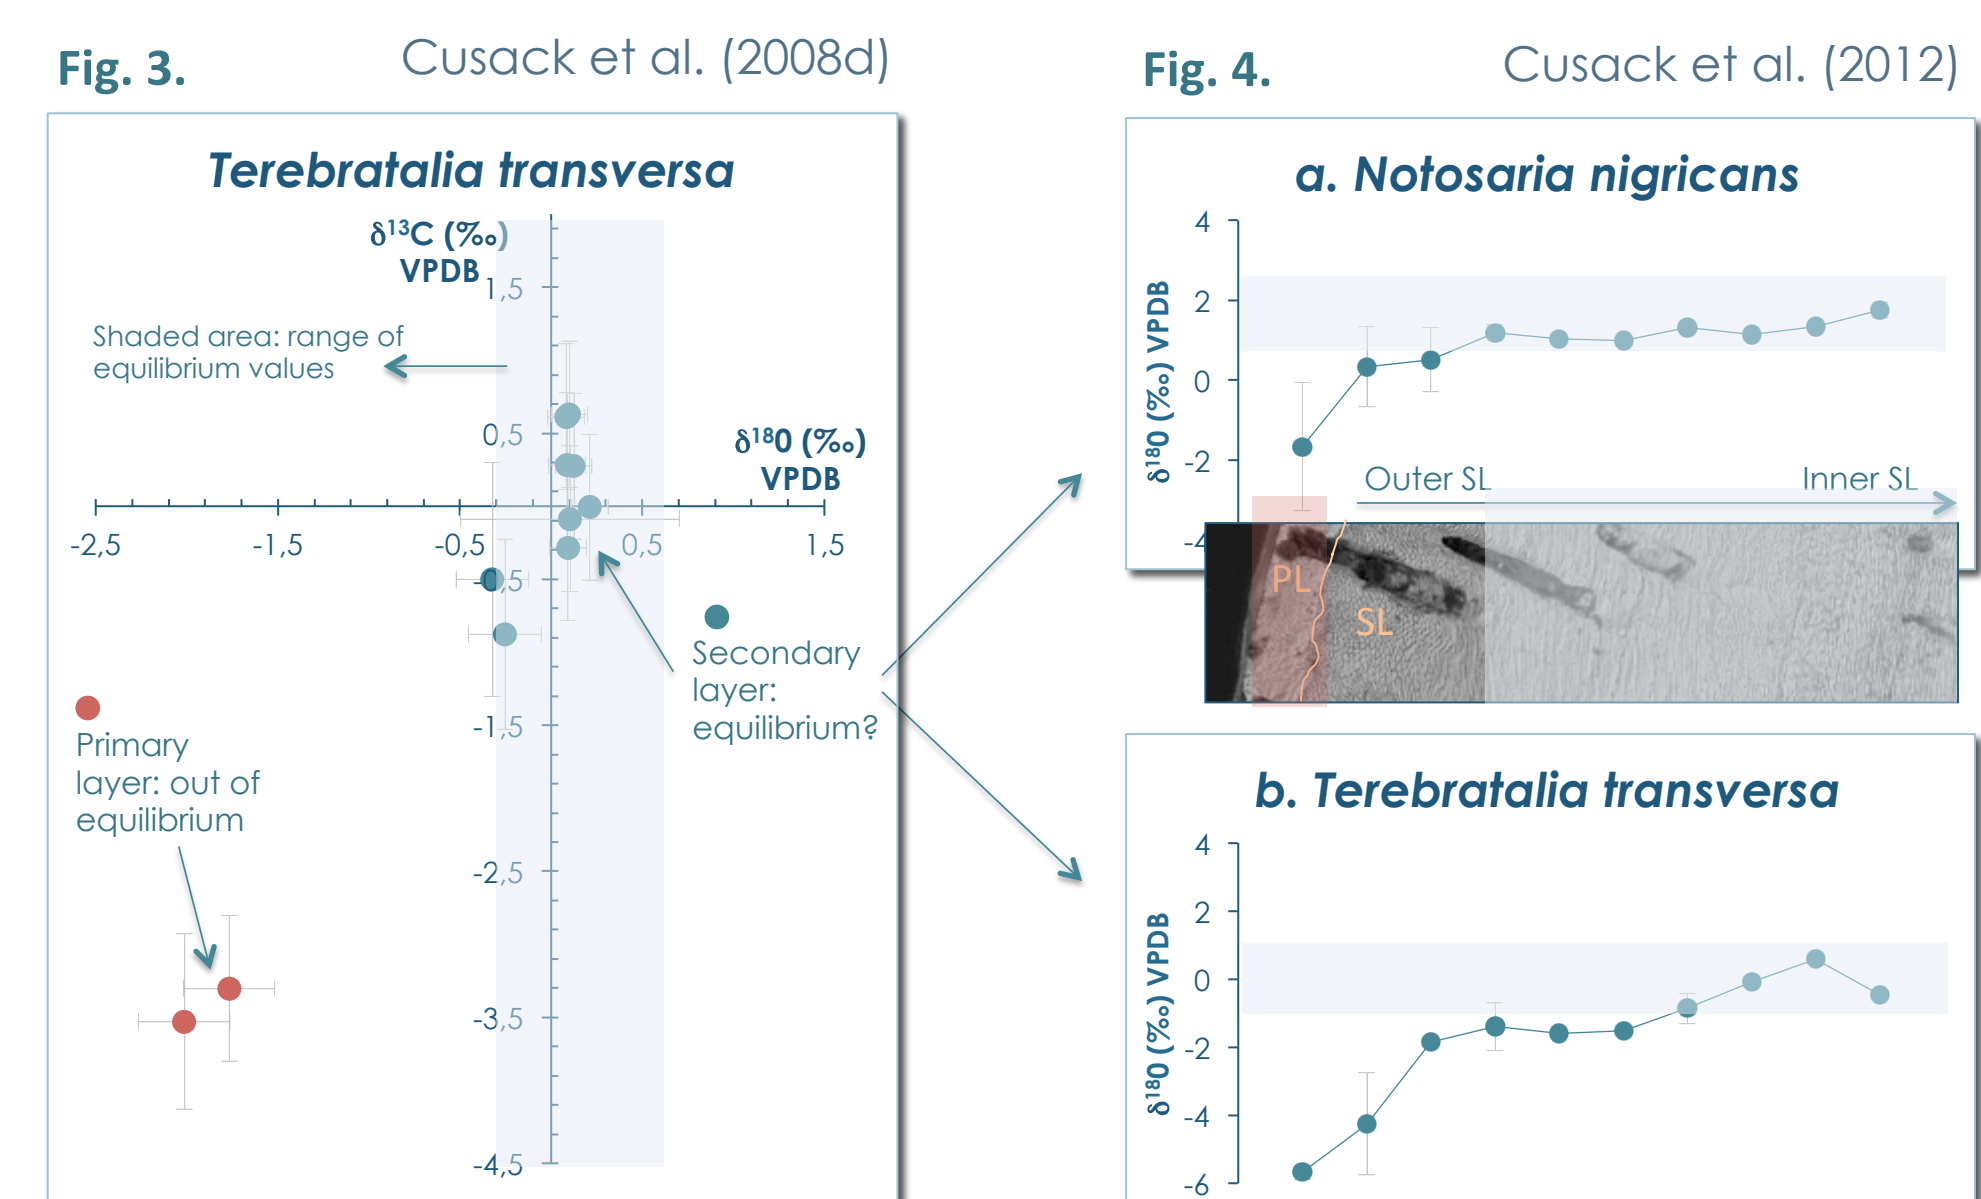 Fig. 3.
Cusack et al. (2008d)
Terebratalia transversa
δ¹³C (‰)
VPDB
1,5
Shaded area: range of
equilibrium values
0,5
δ¹⁸0 (‰)
VPDB
-2,5 -1,5 -0,5 0,5 1,5
-0,5
Secondary
layer:
equilibrium?
-1,5
Primary
layer: out of
equilibrium
-2,5
-3,5
-4,5
Fig. 4.
Cusack et al. (2012)
a. Notosaria nigricans
δ¹⁸0 (‰) VPDB
4
2
0
-2
-4
Outer SL
Inner SL
PL
SL
b. Terebratalia transversa
δ¹⁸0 (‰) VPDB
4
2
0
-2
-4
-6